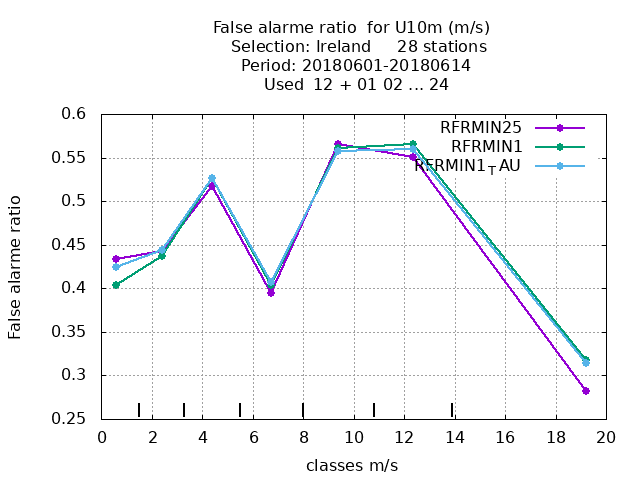 False alarme ratio  for U10m (m/s)
Selection: Ireland     28 stations
Period: 20180601-20180614
Used  12 + 01 02 ... 24
0.6
0.55
0.5
0.45
0.4
0.35
0.3
0.25
False alarme ratio
RFRMIN25
RFRMIN1
RFRMIN1TAU
0 2 4 6 8 10 12 14 16 18 20
classes m/s